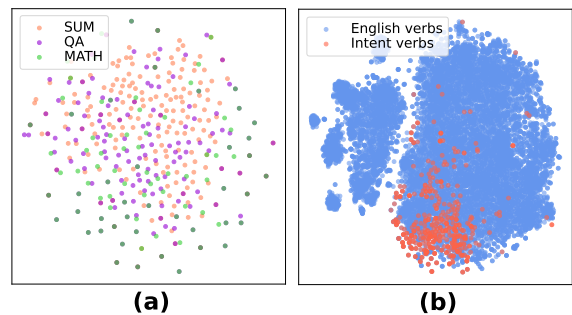 SUM
QA
MATH
English verbs
Intent verbs
(a)
(b)